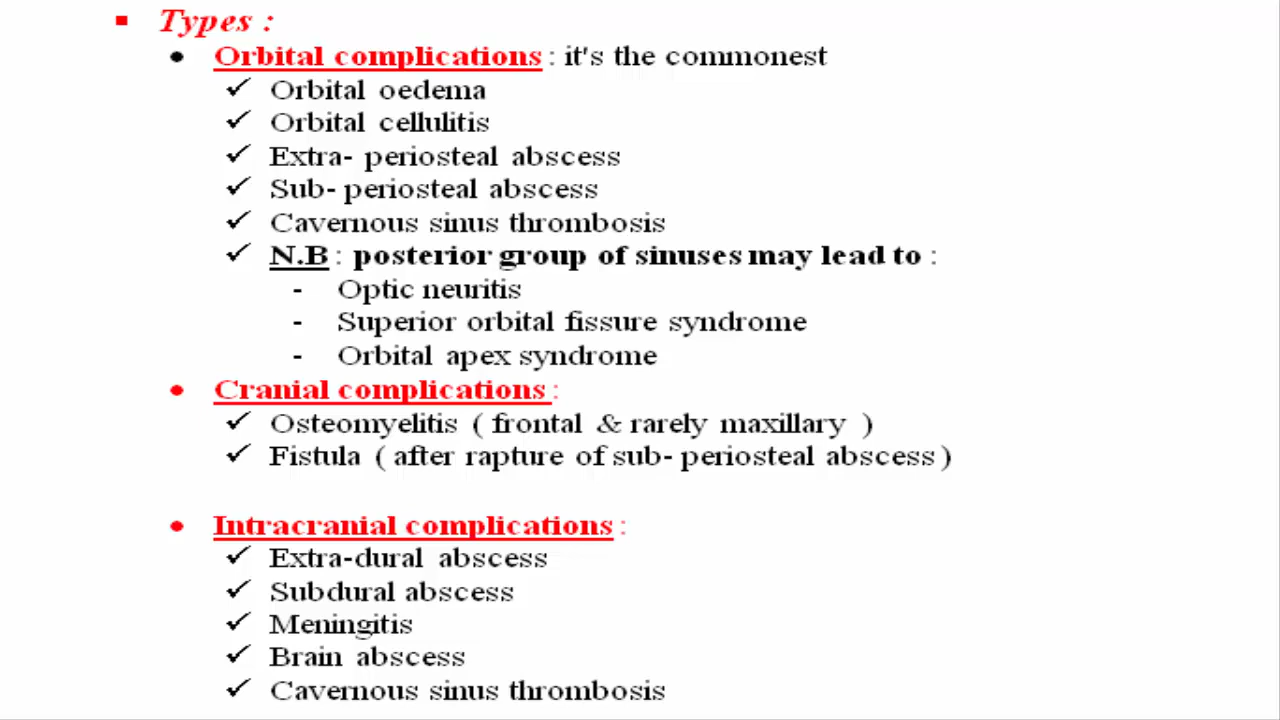 Types :
Orbital complications : it's the commonest
Orbital oedema
Orbital cellulitis
Extra- periosteal abscess
Sub- periosteal abscess
Cavernous sinus thrombosis
N.B : posterior group of sinuses may lead to :
- Optic neuritis
- Superior orbital fissure syndrome
- Orbital apex syndrome
Cranial complications :
Osteomyelitis ( frontal & rarely maxillary )
Fistula ( after rapture of sub- periosteal abscess )
Intracranial complications :
Extra-dural abscess
Subdural abscess
Meningitis
Brain abscess
Cavernous sinus thrombosis